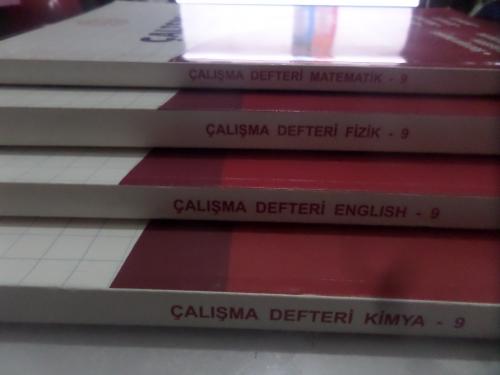 ÇALIŞMA DEFTERİ MATEMATİK - 9
ÇALIŞMA DEFTERİ FİZİK - 9
ÇALIŞMA DEFTERİ ENGLISH - 9
ÇALIŞMA DEFTERİ KİMYA - 9